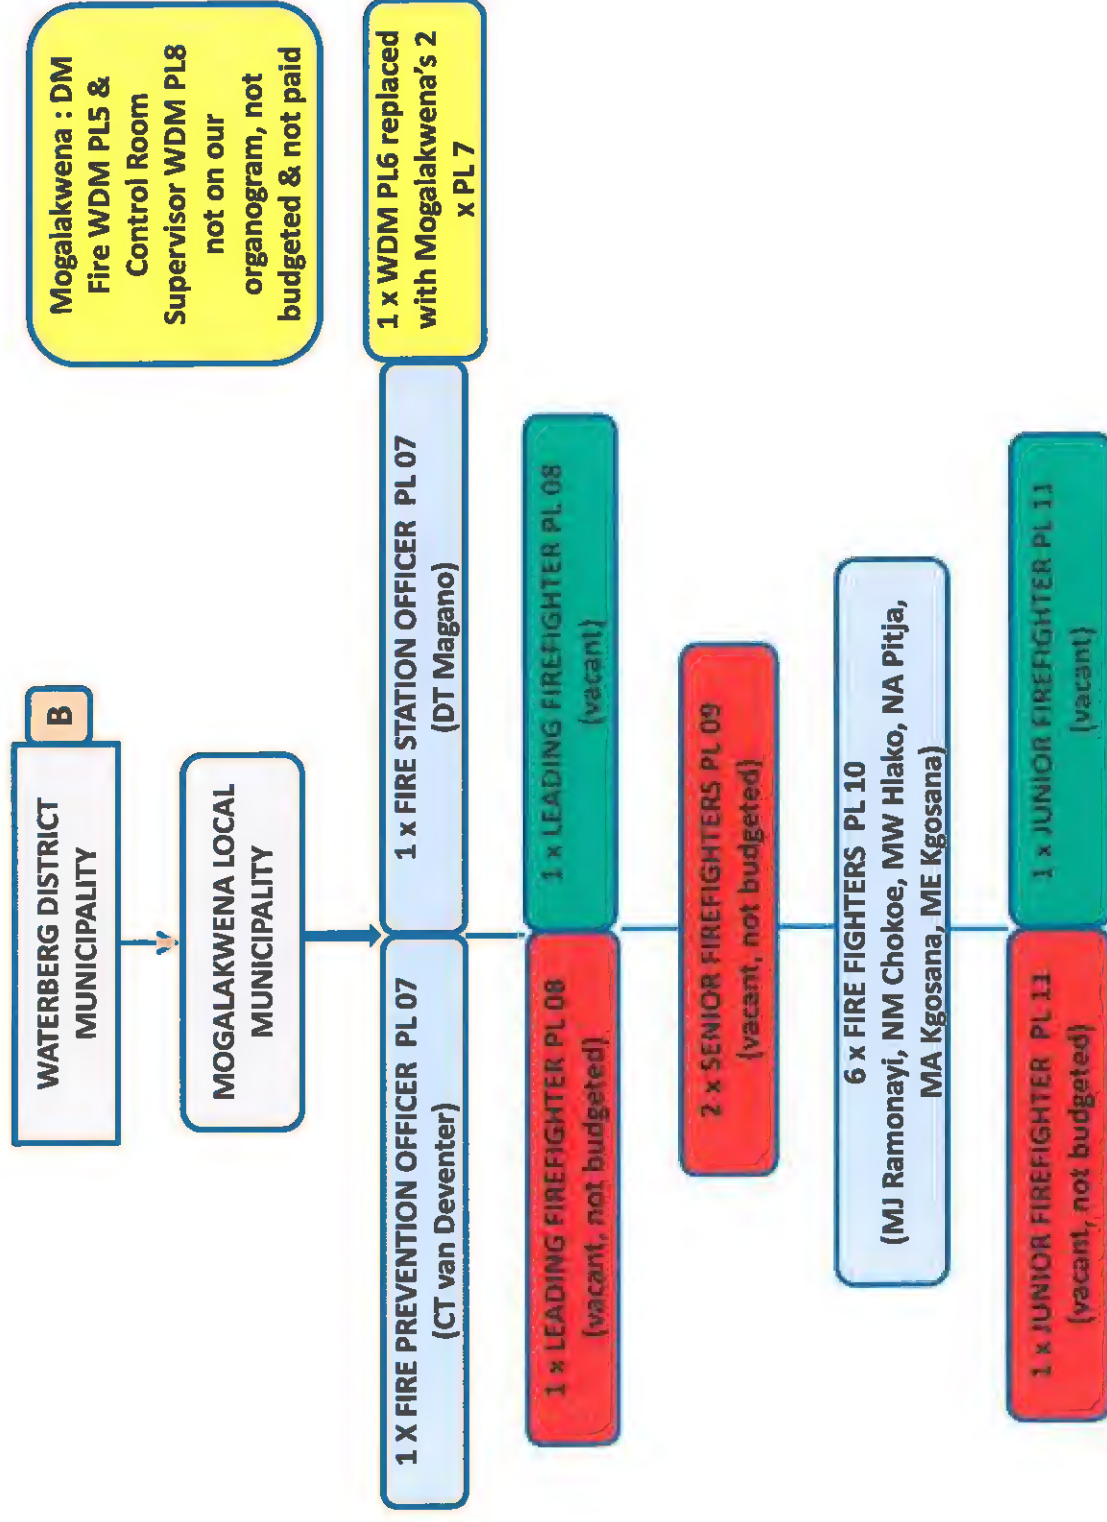 WATERBERG DISTRICT
MUNICIPALITY
B
MOGALAKWENA LOCAL
MUNICIPALITY
Mogalakwena : DM
Fire WDM PL5 &
Control Room
Supervisor WDM PL8
not on our
organogram, not
budgeted & not paid
1 X FIRE PREVENTION OFFICER PL 07
(CT van Deventer)
1 x FIRE STATION OFFICER PL 07
(DT Magano)
1 x WDM PL6 replaced
with Mogalakwena's 2
x PL 7
1 x LEADING FIREFIGHTER PL 08
(vacant, not budgeted)
1 x LEADING FIREFIGHTER PL 08
(vacant)
2 x SENIOR FIREFIGHTERS PL 09
(vacant, not budgeted)
6 x FIRE FIGHTERS PL 10
(MJ Ramonayi, NM Chokoe, MW Hlako, NA Pitja,
MA Kgosana, ME Kgosana)
1 x JUNIOR FIREFIGHTER PL 11
(vacant, not budgeted)
1 x JUNIOR FIREFIGHTER PL 11
(vacant)